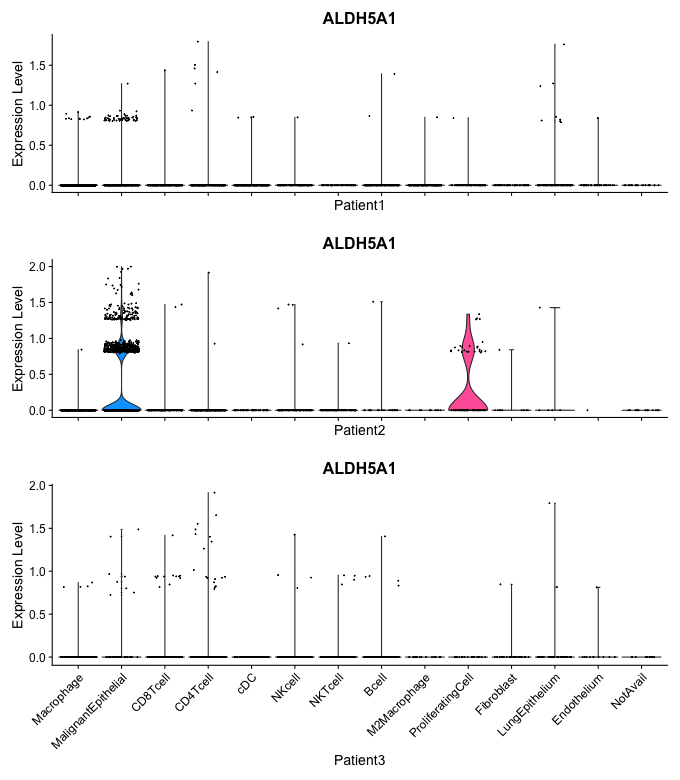 ALDH5A1
Expression Level
1.5
1.0
0.5
0.0
Patient1
ALDH5A1
Expression Level
2.0
1.5
1.0
0.5
0.0
Patient2
ALDH5A1
Expression Level
2.0
1.5
1.0
0.5
0.0
Macrophage
MalignantEpithelial
CD8Tcell
CD4Tcell
cDC
NKcell
NKTcell
Bcell
M2Macrophage
ProliferatingCell
Fibroblast
LungEpithelium
Endothelium
NotAvail
Patient3